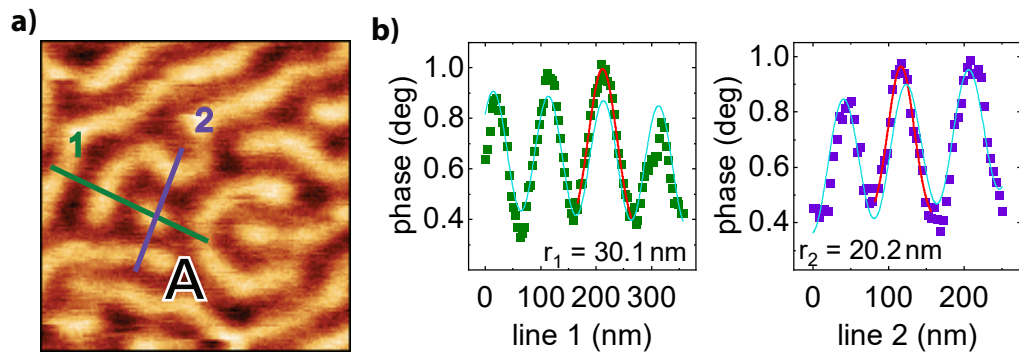 a)
1
2
A
b)
phase (deg)
1.0
0.8
0.6
0.4
r1 = 30.1 nm
0 100 200 300
line 1 (nm)
phase (deg)
1.0
0.8
0.6
0.4
r2 = 20.2 nm
0 100 200
line 2 (nm)